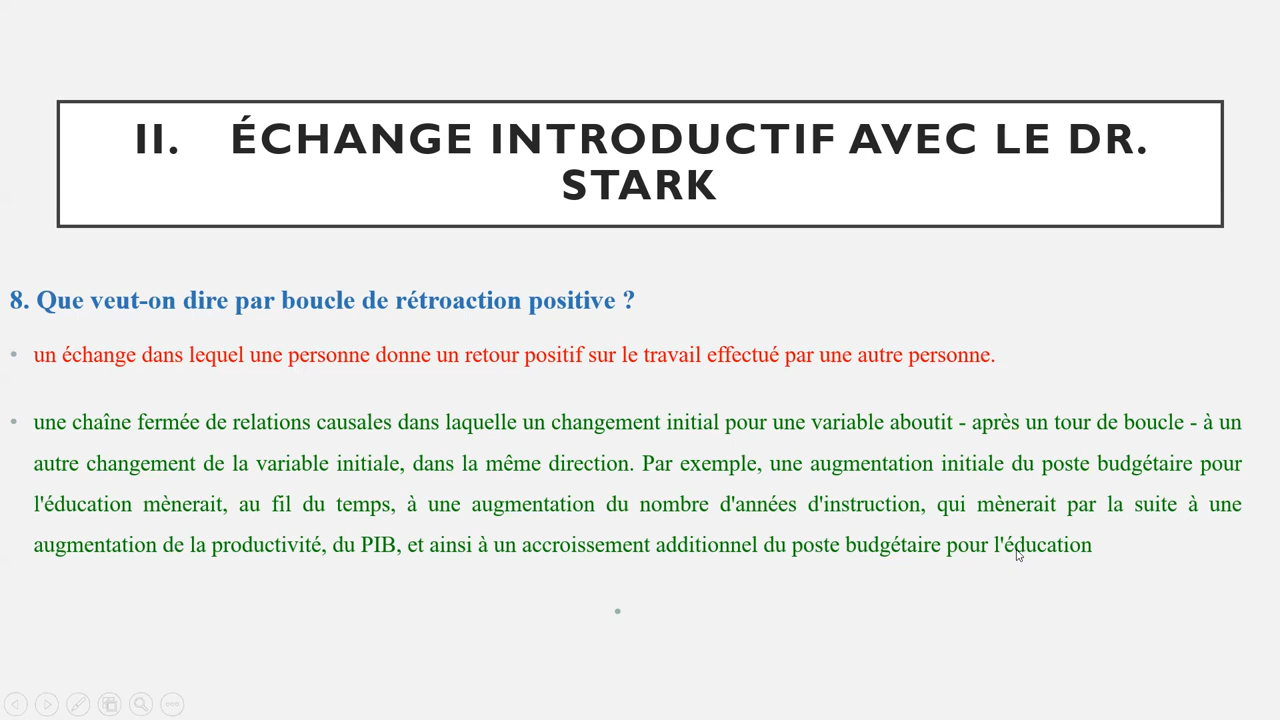 II. ÉCHANGE INTRODUCTIF AVEC LE DR.
STARK
8. Que veut-on dire par boucle de rétroaction positive ?
• un échange dans lequel une personne donne un retour positif sur le travail effectué par une autre personne.
• une chaîne fermée de relations causales dans laquelle un changement initial pour une variable aboutit - après un tour de boucle - à un
autre changement de la variable initiale, dans la même direction. Par exemple, une augmentation initiale du poste budgétaire pour
l'éducation mènerait, au fil du temps, à une augmentation du nombre d'années d'instruction, qui mènerait par la suite à une
augmentation de la productivité, du PIB, et ainsi à un accroissement additionnel du poste budgétaire pour l'éducation
•